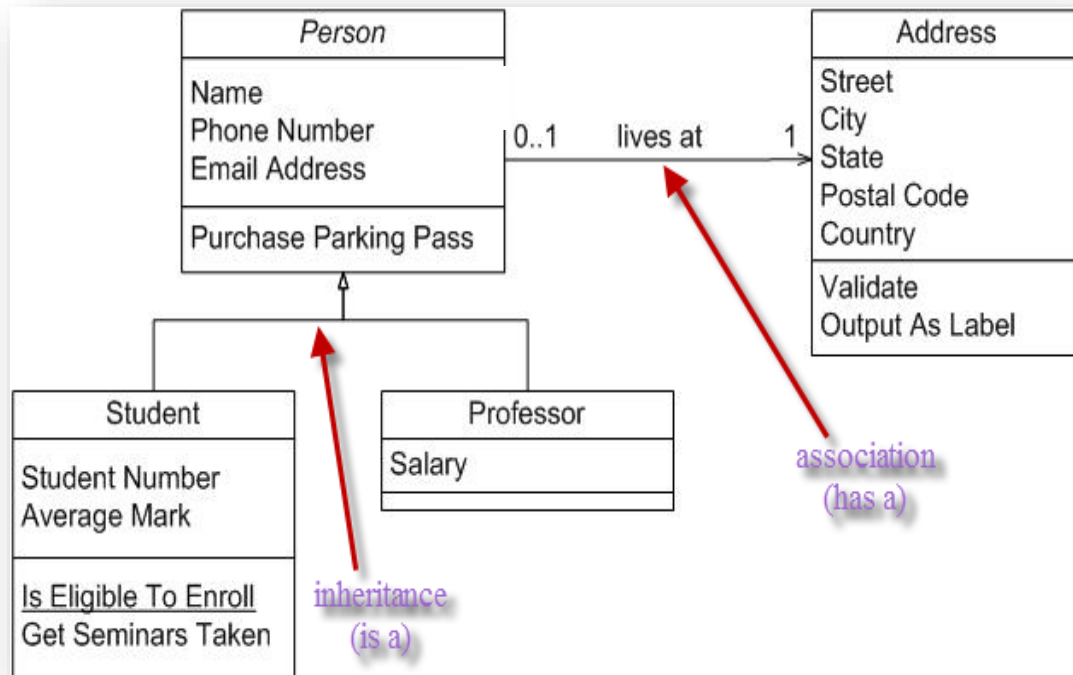 Person
Name
Phone Number
Email Address
Purchase Parking Pass
0..1 lives at 1
Address
Street
City
State
Postal Code
Country
Validate
Output As Label
Student
Student Number
Average Mark
Is Eligible To Enroll
Get Seminars Taken
Professor
Salary
inheritance
(is a)
association
(has a)